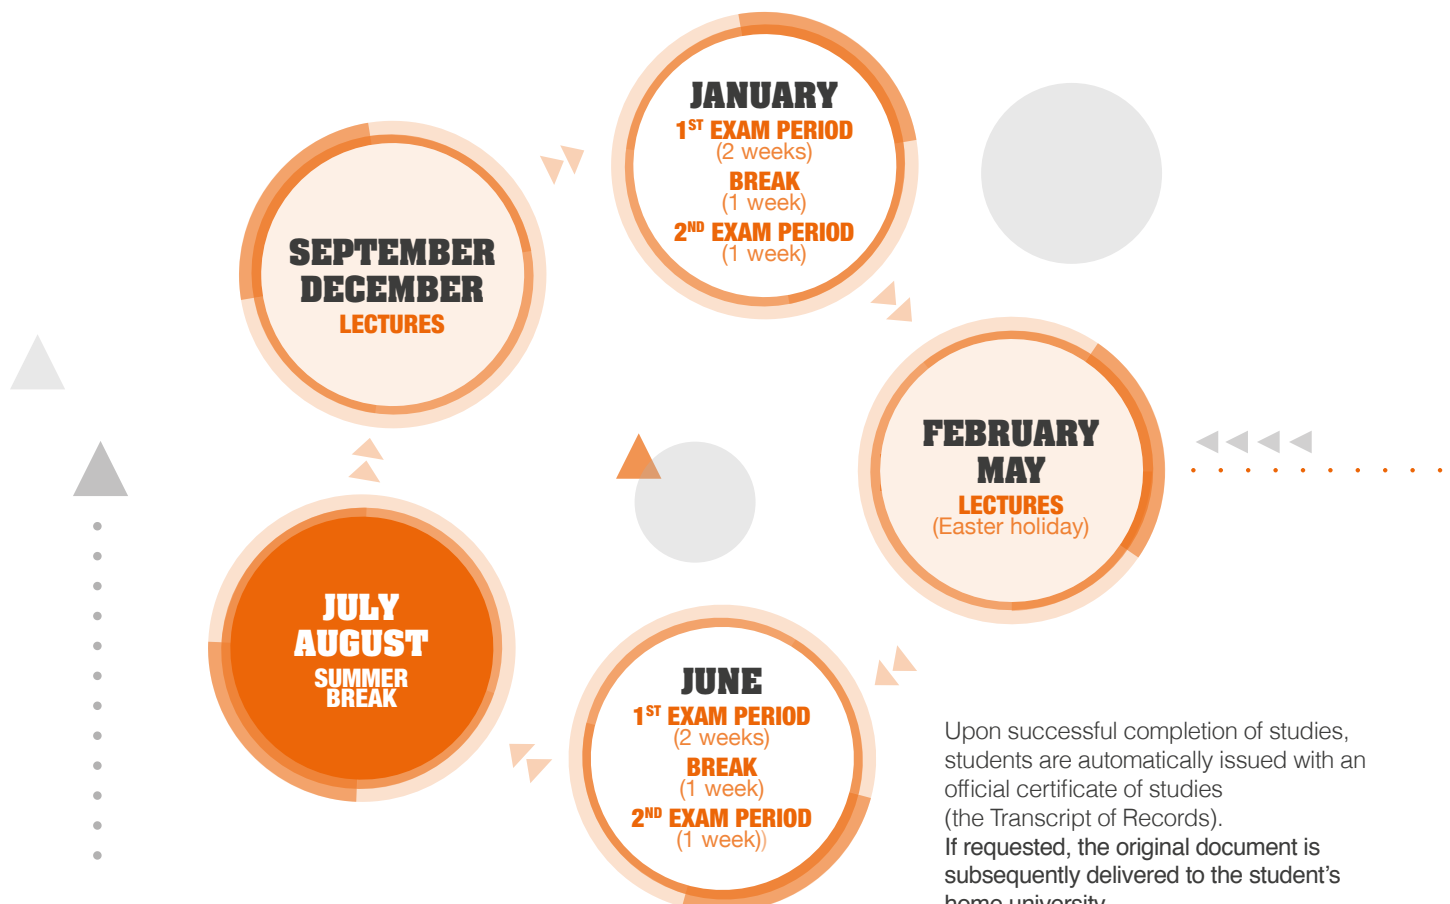 JANUARY
1ST EXAM PERIOD
(2 weeks)
BREAK
(1 week)
2ND EXAM PERIOD
(1 week)
SEPTEMBER
DECEMBER
LECTURES
FEBRUARY
MAY
LECTURES
(Easter holiday)
JULY
AUGUST
SUMMER
BREAK
JUNE
1ST EXAM PERIOD
(2 weeks)
BREAK
(1 week)
2ND EXAM PERIOD
(1 week))
Upon successful completion of studies,
students are automatically issued with an
official certificate of studies
(the Transcript of Records).
If requested, the original document is
subsequently delivered to the student's
home university